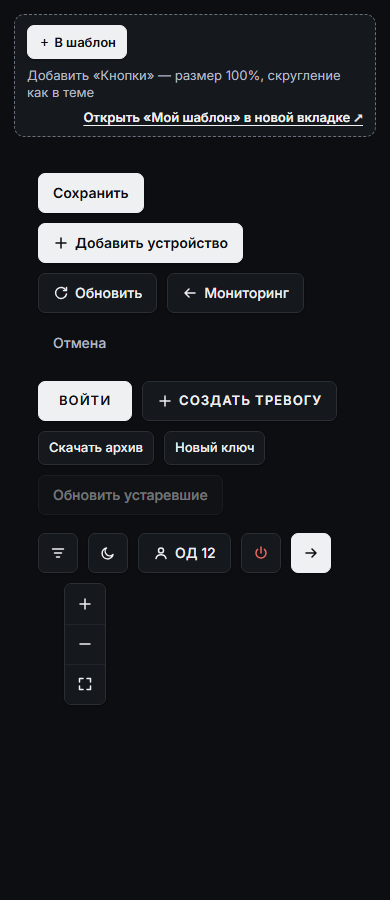 + В шаблон
Добавить «Кнопки» — размер 100%, скругление
как в теме
Открыть «Мой шаблон» в новой вкладке ↗
Сохранить
Добавить устройство
Обновить
Мониторинг
Отмена
ВОЙТИ
СОЗДАТЬ ТРЕВОГУ
Скачать архив
Новый ключ
Обновить устаревшие
ОД 12